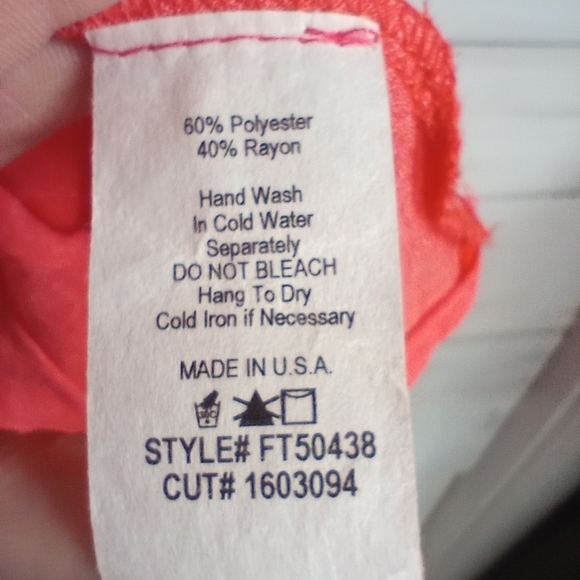 60% Polyester
40% Rayon
Hand Wash
In Cold Water
Separately
DO NOT BLEACH
Hang To Dry
Cold Iron if Necessary
MADE IN U.S.A.
30C
STYLE# FT50438
CUT# 1603094